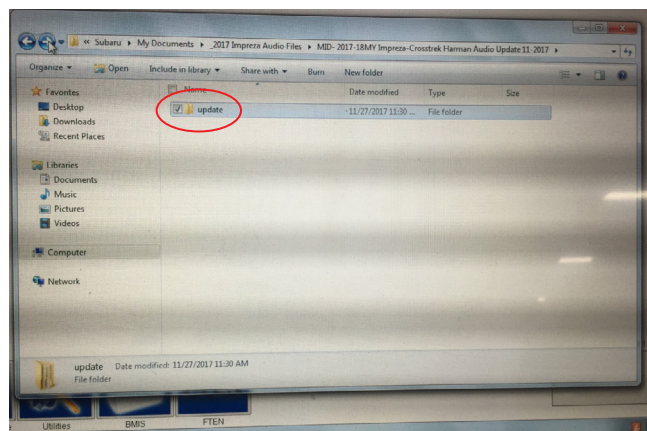 « Subaru ▸ My Documents ▸ _2017 Impreza Audio Files ▸ MID- 2017-18MY Impreza-Crosstrek Harman Audio Update 11-2017 ▸
Organize Open Include in library Share with Burn New folder
Name Date modified Type Size
Favorites
update 11/27/2017 11:30 ... File folder
Desktop
Downloads
Recent Places
Libraries
Documents
Music
Pictures
Videos
Computer
Network
update Date modified: 11/27/2017 11:30 AM
File folder
Utilities BMIS FTEN